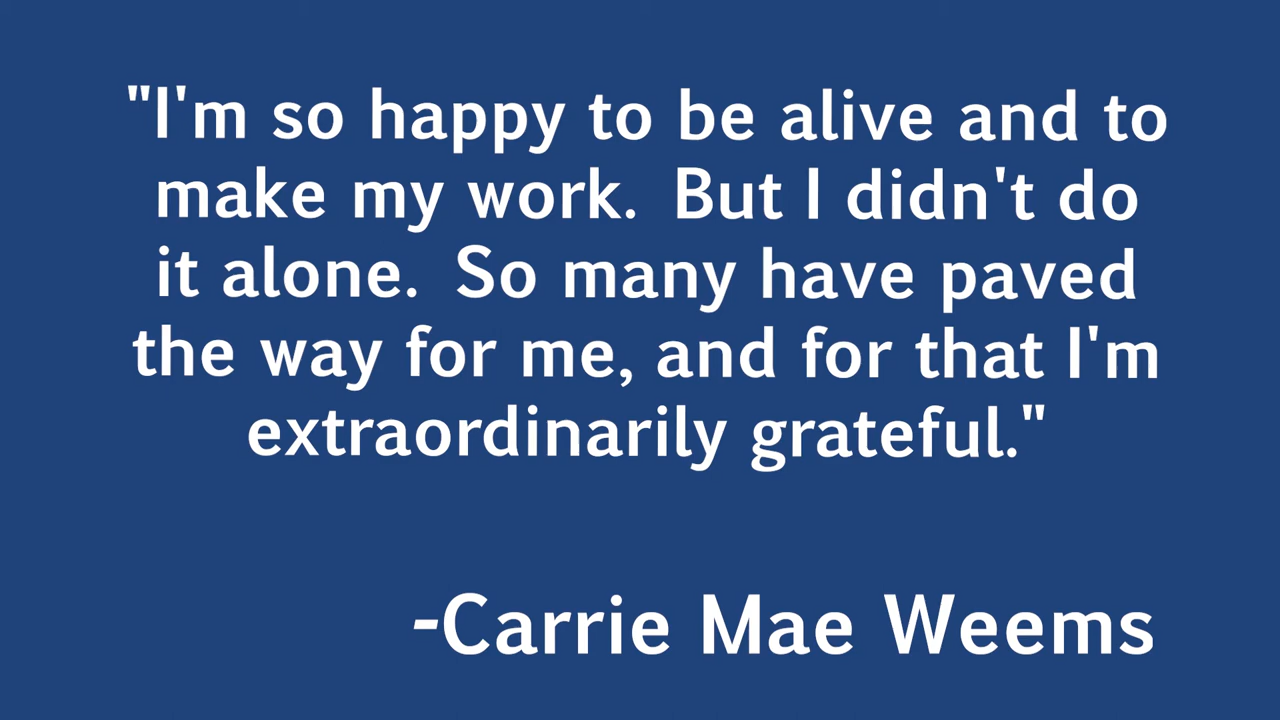 "I'm so happy to be alive and to
make my work.  But I didn't do
it alone.  So many have paved
the way for me, and for that I'm
extraordinarily grateful."
-Carrie Mae Weems